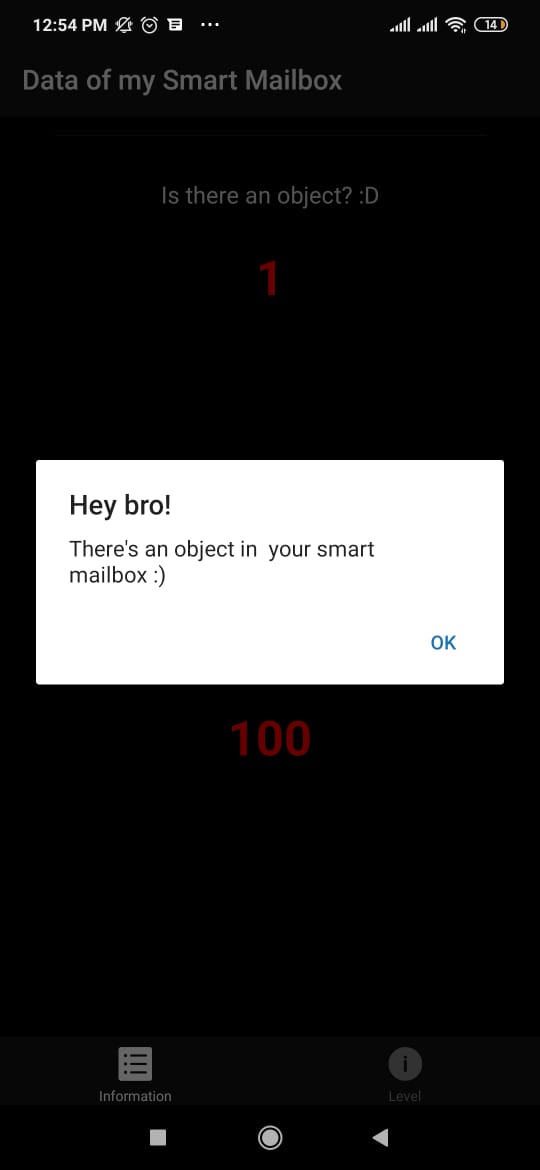 12:54 PM ... 14
Data of my Smart Mailbox
Is there an object? :D
1
Hey bro!
There's an object in  your smart
mailbox :)
OK
100
Information
Level